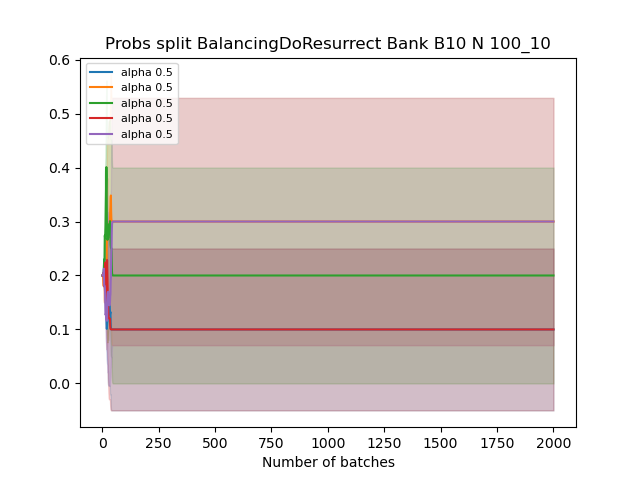 Probs split BalancingDoResurrect Bank B10 N 100_10
0.6
0.5
0.4
0.3
0.2
0.1
0.0
alpha 0.5
alpha 0.5
alpha 0.5
alpha 0.5
alpha 0.5
0 250 500 750 1000 1250 1500 1750 2000
Number of batches